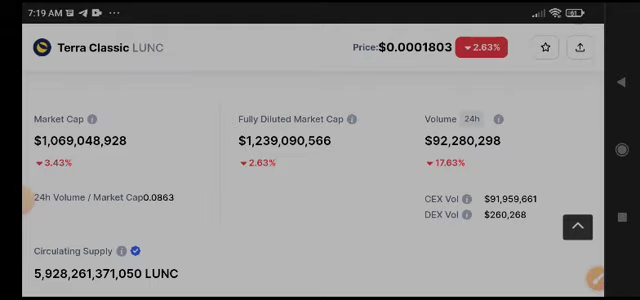 7:19 AM 61
Terra Classic LUNC Price:$0.0001803 2.63%
Market Cap Fully Diluted Market Cap Volume 24h
$1,069,048,928 $1,239,090,566 $92,280,298
3.43% 2.63% 17.63%
24h Volume / Market Cap0.0863
CEX Vol $91,959,661
DEX Vol $260,268
Circulating Supply
5,928,261,371,050 LUNC